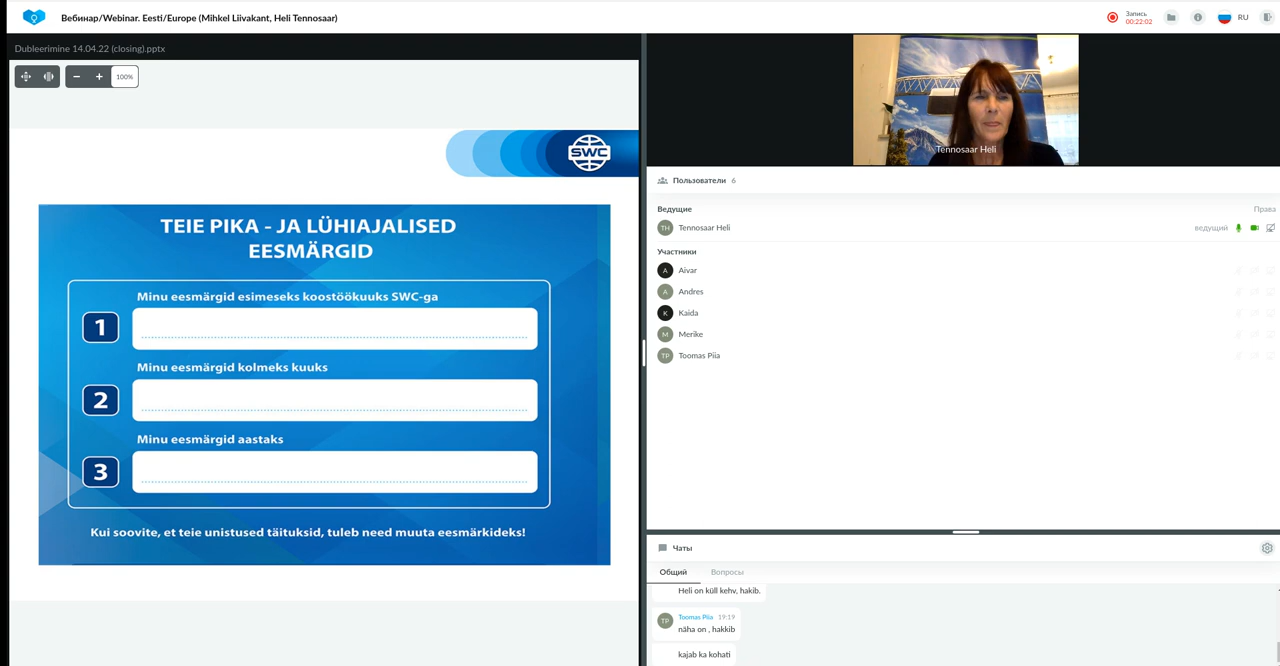 Вебинар/Webinar. Eesti/Europe (Mihkel Liivakant, Heli Tennosaar)
Запись
00:22:02
RU
Dubleerimine 14.04.22 (closing).pptx
100%
SWC
TEIE PIKA - JA LÜHIAJALISED
EESMÄRGID
Minu eesmärgid esimeseks koostöökuuks SWC-ga
1
Minu eesmärgid kolmeks kuuks
2
Minu eesmärgid aastaks
3
Kui soovite, et teie unistused täituksid, tuleb need muuta eesmärkideks!
Tennosaar Heli
Пользователи 6
Ведущие Права
TH Tennosaar Heli ведущий
Участники
A Aivar
A Andres
K Kaida
M Merike
TP Toomas Piia
Чаты
Общий Вопросы
Heli on küll kehv, hakib.
TP Toomas Piia 19:19
näha on , hakkib
kajab ka kohati